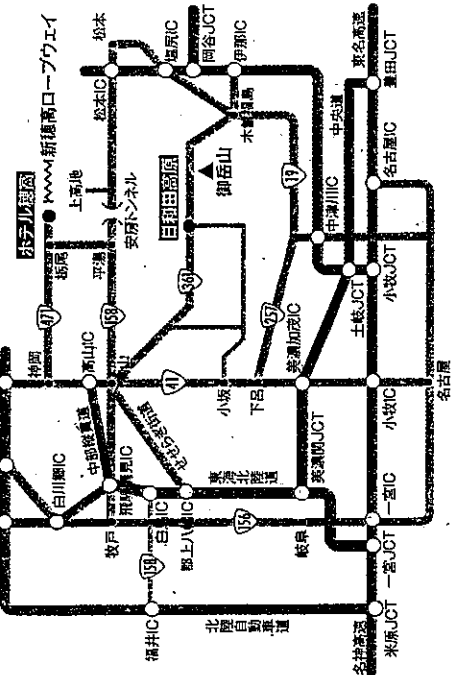 新穂高ロープウェイ
松本
ホテル穂高
上高地
松本IC
塩尻IC
岡谷JCT
伊那IC
栃尾
平湯
安房トンネル
日和田高原
御岳山
木曽福島
東名高速
471
158
361
19
中央道
豊田JCT
神岡
高山IC
257
中津川IC
名古屋IC
中部縦貫道
41
小坂
下呂
美濃加茂IC
土岐JCT
小牧JCT
白川郷IC
せせらぎ街道
飛騨清見IC
東海北陸道
美濃関JCT
小牧IC
名古屋
牧戸
白鳥IC
郡上八幡IC
156
岐阜
一宮IC
158
一宮JCT
福井IC
北陸自動車道
名神高速
米原JCT